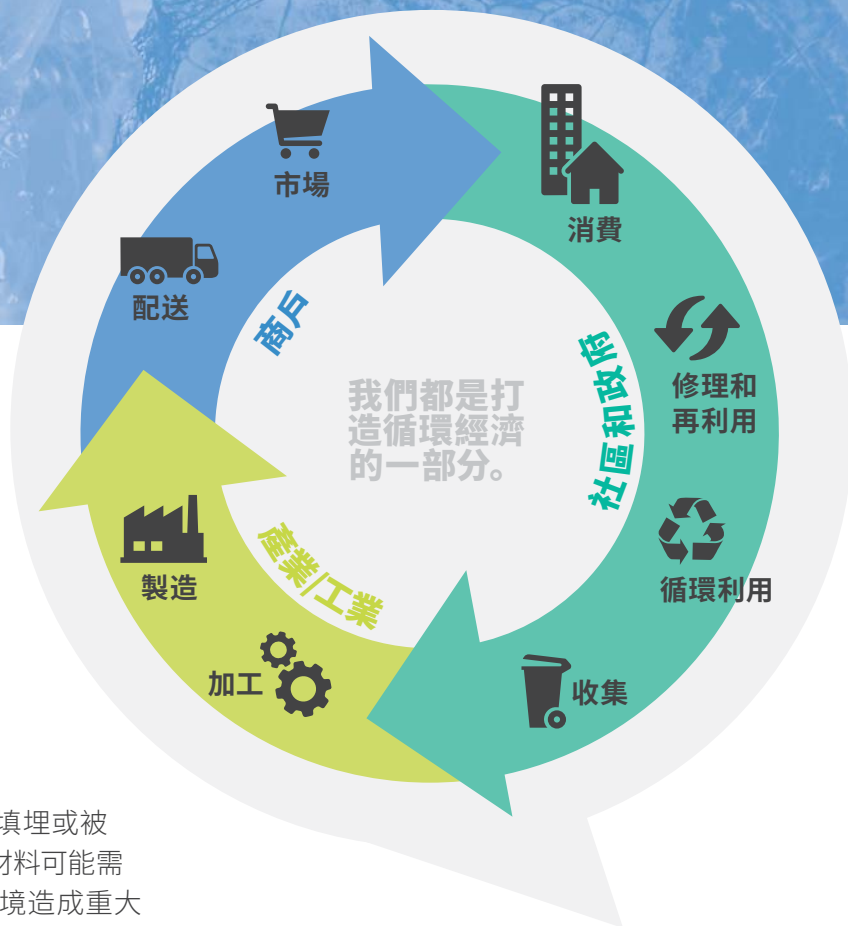 市場
配送
商戶
消費
修理和
再利用
社區和政府
循環利用
收集
我們都是打
造循環經濟
的一部分。
產業/工業
製造
加工
填埋或被
材料可能需
境造成重大